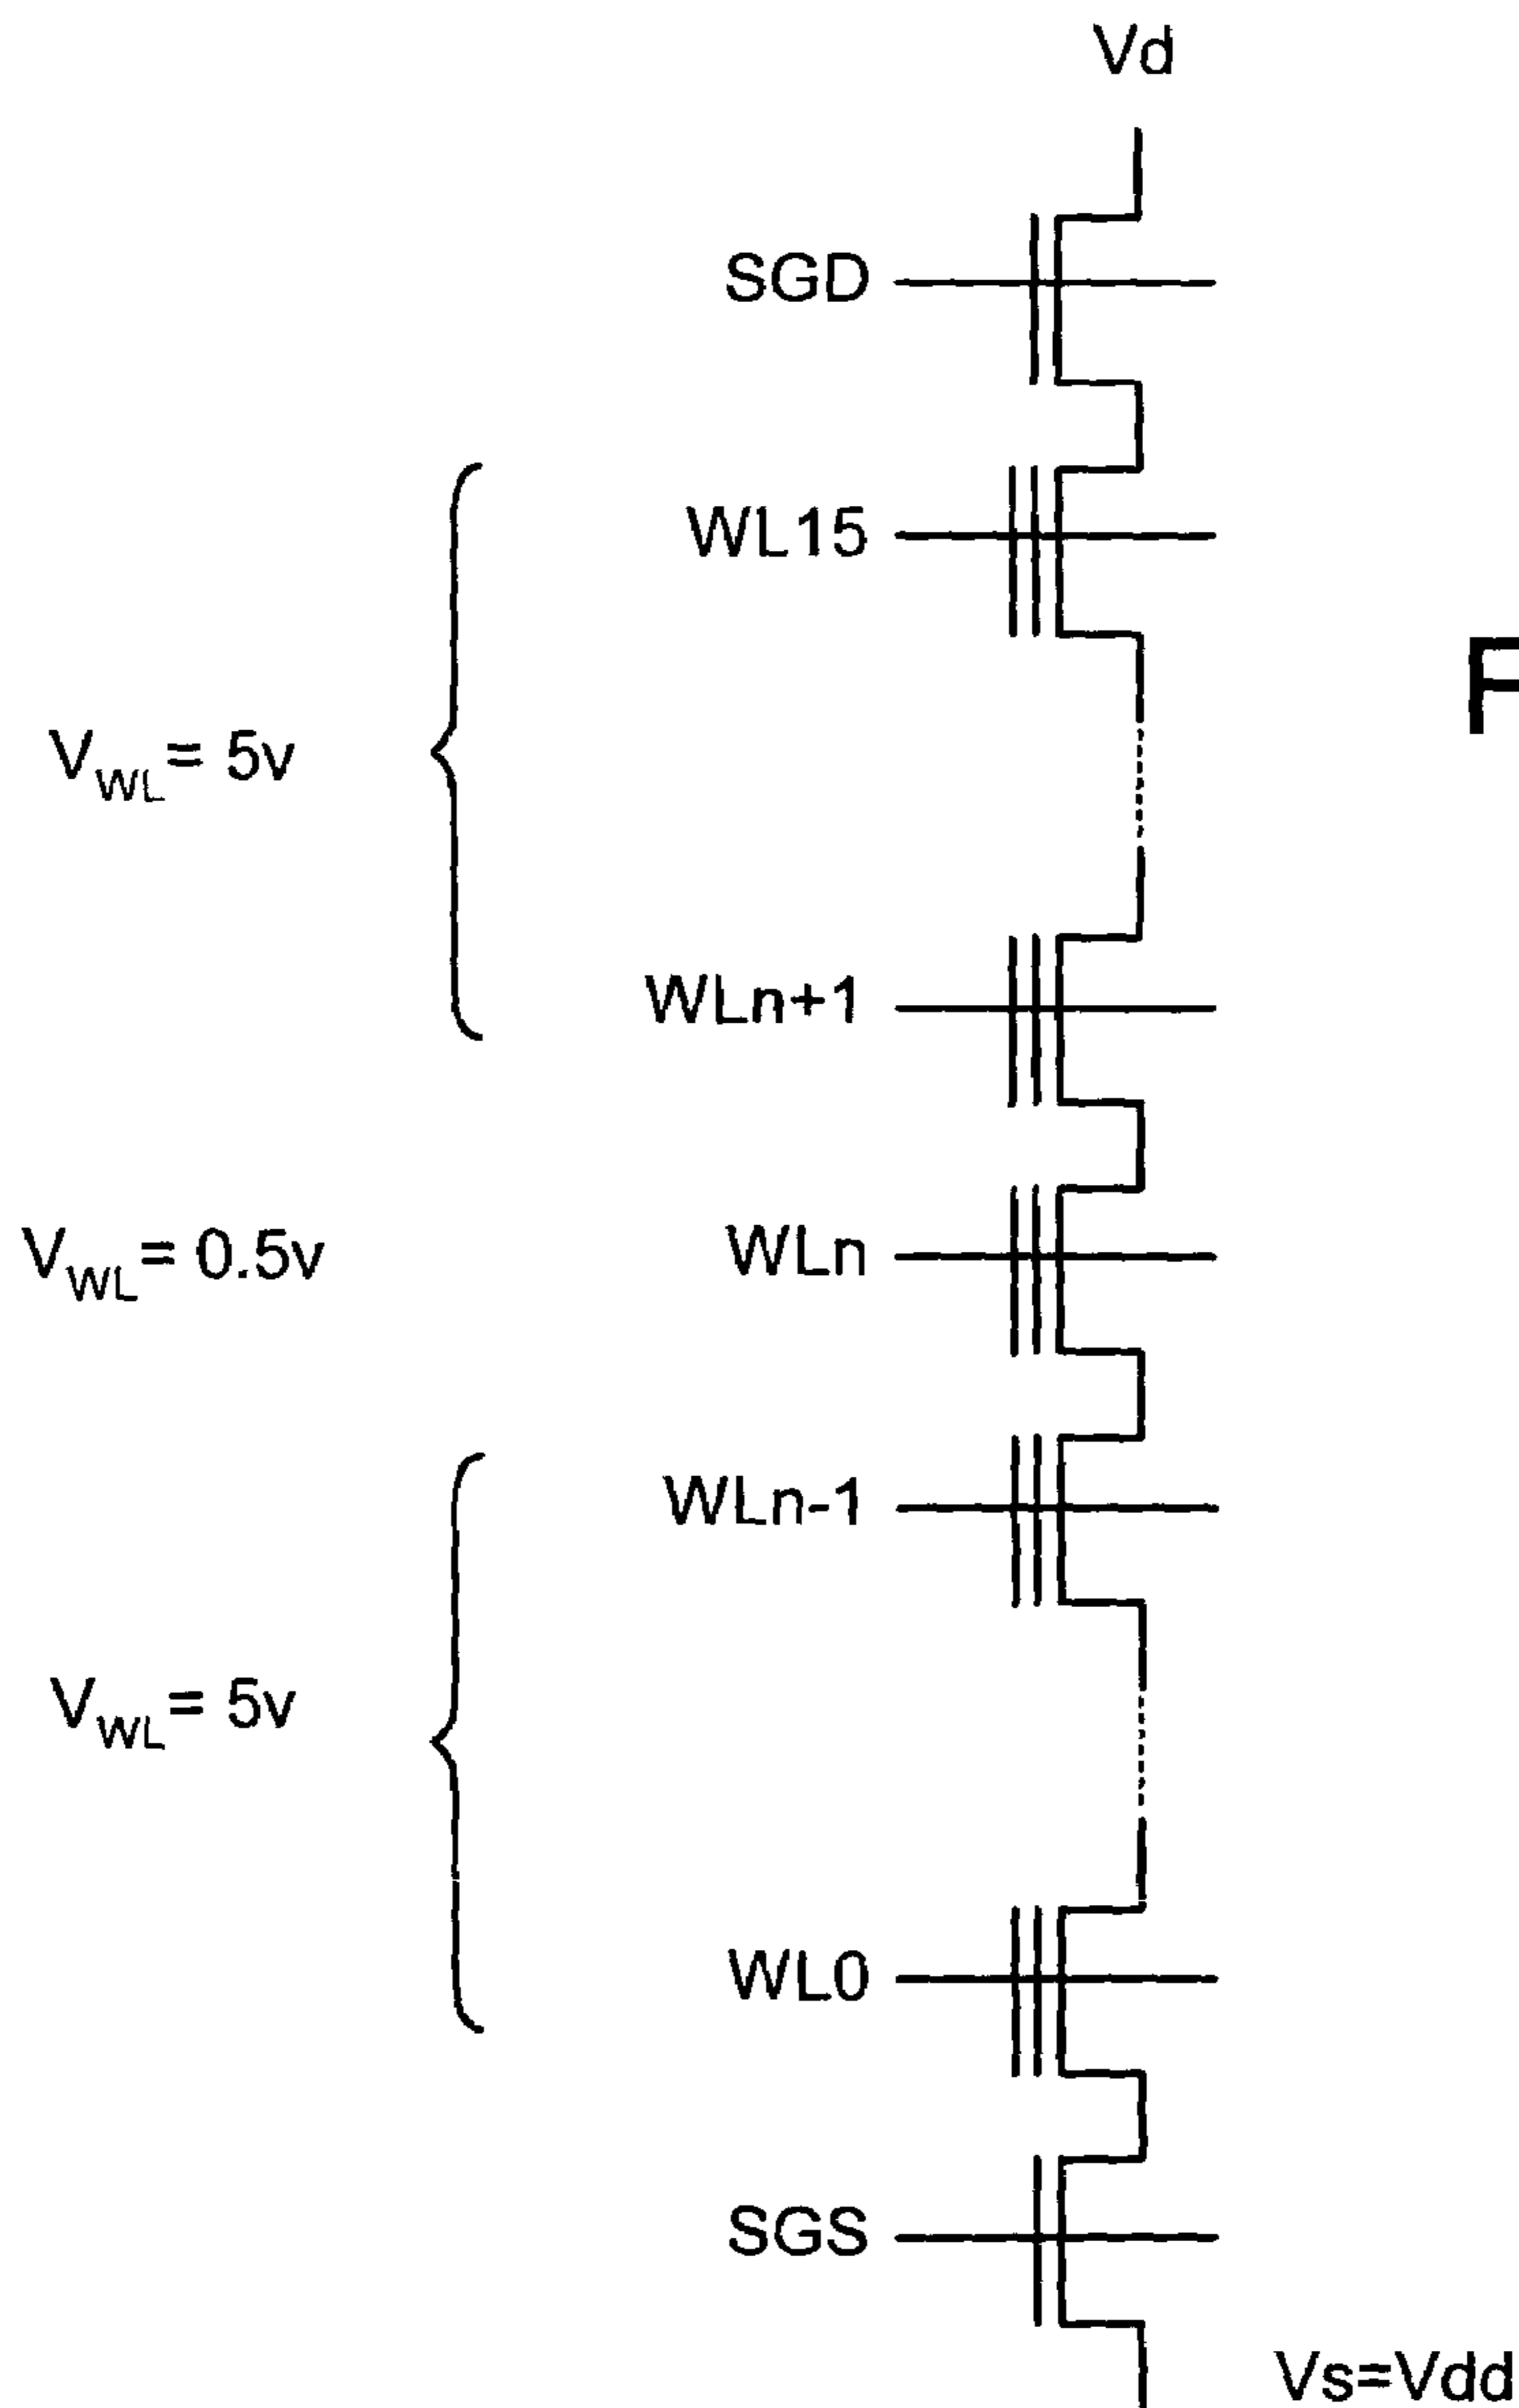 Vd
SGD
WL15
V_WL= 5v
WLn+1
V_WL= 0.5v
WLn
WLn-1
V_WL= 5v
WL0
SGS
Vs=Vdd